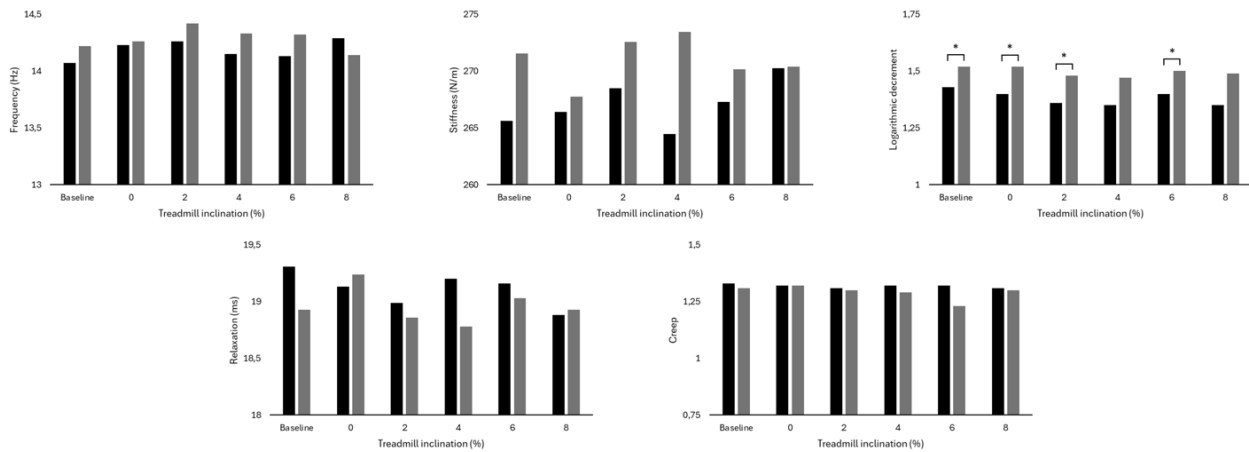 Frequency (Hz)
14,5
14
13,5
13
Baseline 0 2 4 6 8
Treadmill inclination (%)
Stiffness (N/m)
275
270
265
260
Baseline 0 2 4 6 8
Treadmill inclination (%)
Logarithmic decrement
1,75
1,5
1,25
1
* * * *
Baseline 0 2 4 6 8
Treadmill inclination (%)
Relaxation (ms)
19,5
19
18,5
18
Baseline 0 2 4 6 8
Treadmill inclination (%)
Creep
1,5
1,25
1
0,75
Baseline 0 2 4 6 8
Treadmill inclination (%)